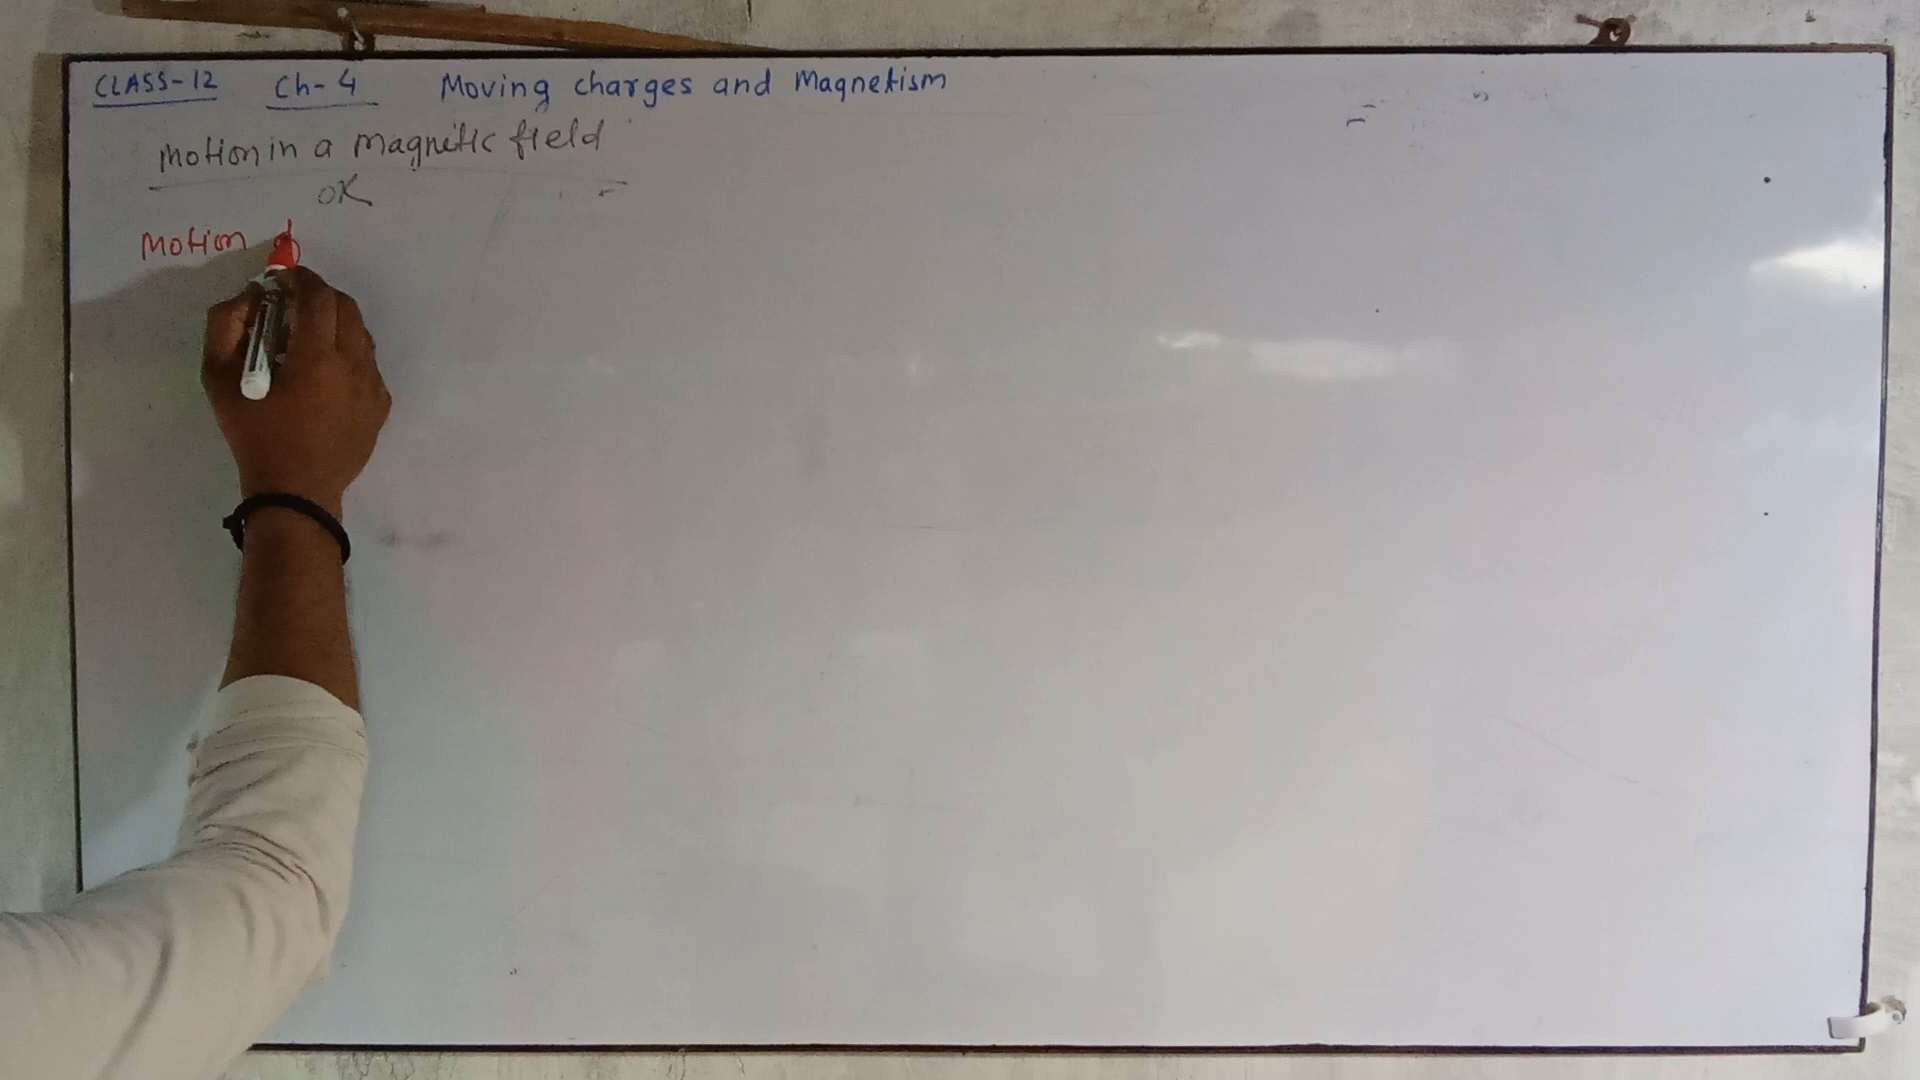 CLASS-12 Ch-4 Moving charges and Magnetism
Motion in a Magnetic field
OR
Motion